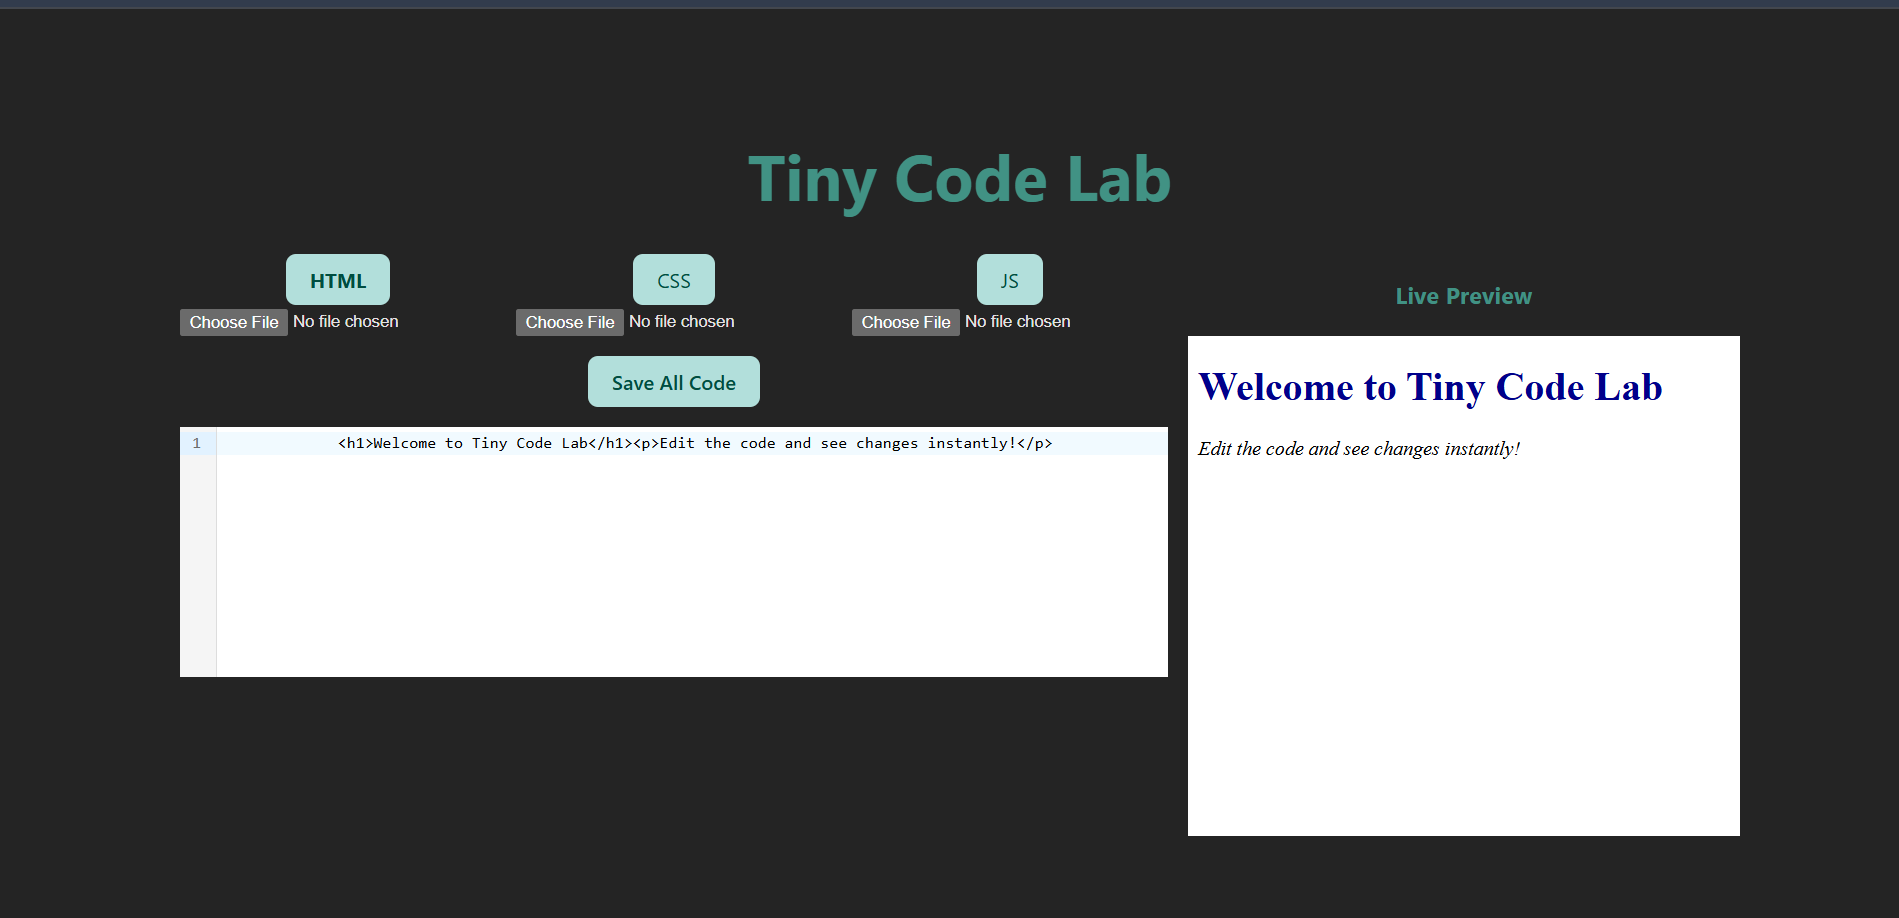 Tiny Code Lab
HTML
CSS
JS
Choose File No file chosen
Choose File No file chosen
Choose File No file chosen
Save All Code
1 <h1>Welcome to Tiny Code Lab</h1><p>Edit the code and see changes instantly!</p>
Live Preview
Welcome to Tiny Code Lab
Edit the code and see changes instantly!